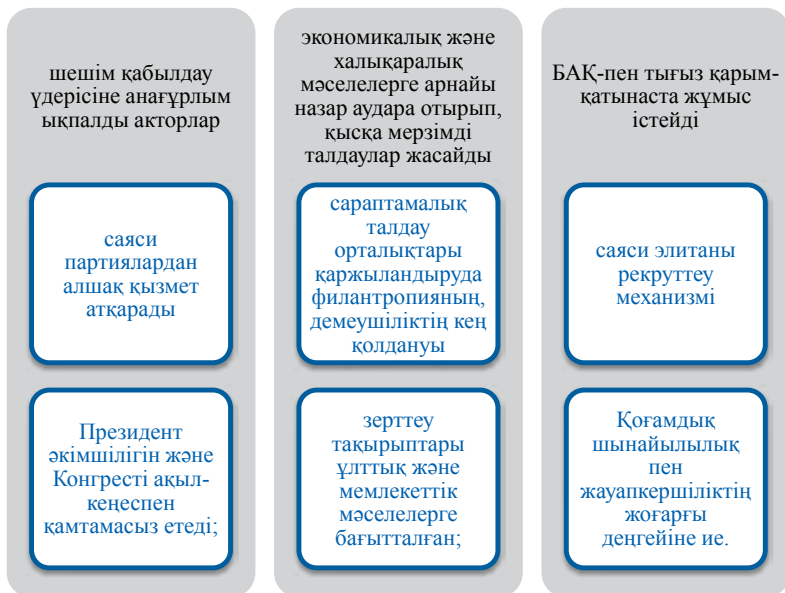 шешім қабылдау
үдерісіне анағұрлым
ықпалды акторлар
саяси
партиялардан
алшақ қызмет
атқарады
Президент
әкімшілігін және
Конгресті ақыл-
кеңеспен
қамтамасыз етеді;
экономикалық және
халықаралық
мәселелерге арнайы
назар аудара отырып,
қысқа мерзімді
талдаулар жасайды
сараптамалық
талдау
орталықтары
қаржыландыруда
филантропияның,
демеушіліктің кең
қолдануы
зерттеу
тақырыптары
ұлттық және
мемлекеттік
мәселелерге
бағытталған;
БАҚ-пен тығыз қарым-
қатынаста жұмыс
істейді
саяси элитаны
рекруттеу
механизмі
Қоғамдық
шынайылылық
пен
жауапкершіліктің
жоғарғы
деңгейіне ие.